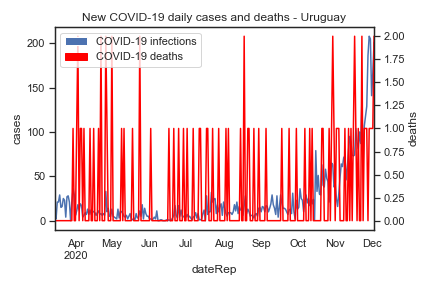 New COVID-19 daily cases and deaths - Uruguay
COVID-19 infections
COVID-19 deaths
200
150
100
50
0
cases
2.00
1.75
1.50
1.25
1.00
0.75
0.50
0.25
0.00
deaths
Apr May Jun Jul Aug Sep Oct Nov Dec
2020
dateRep